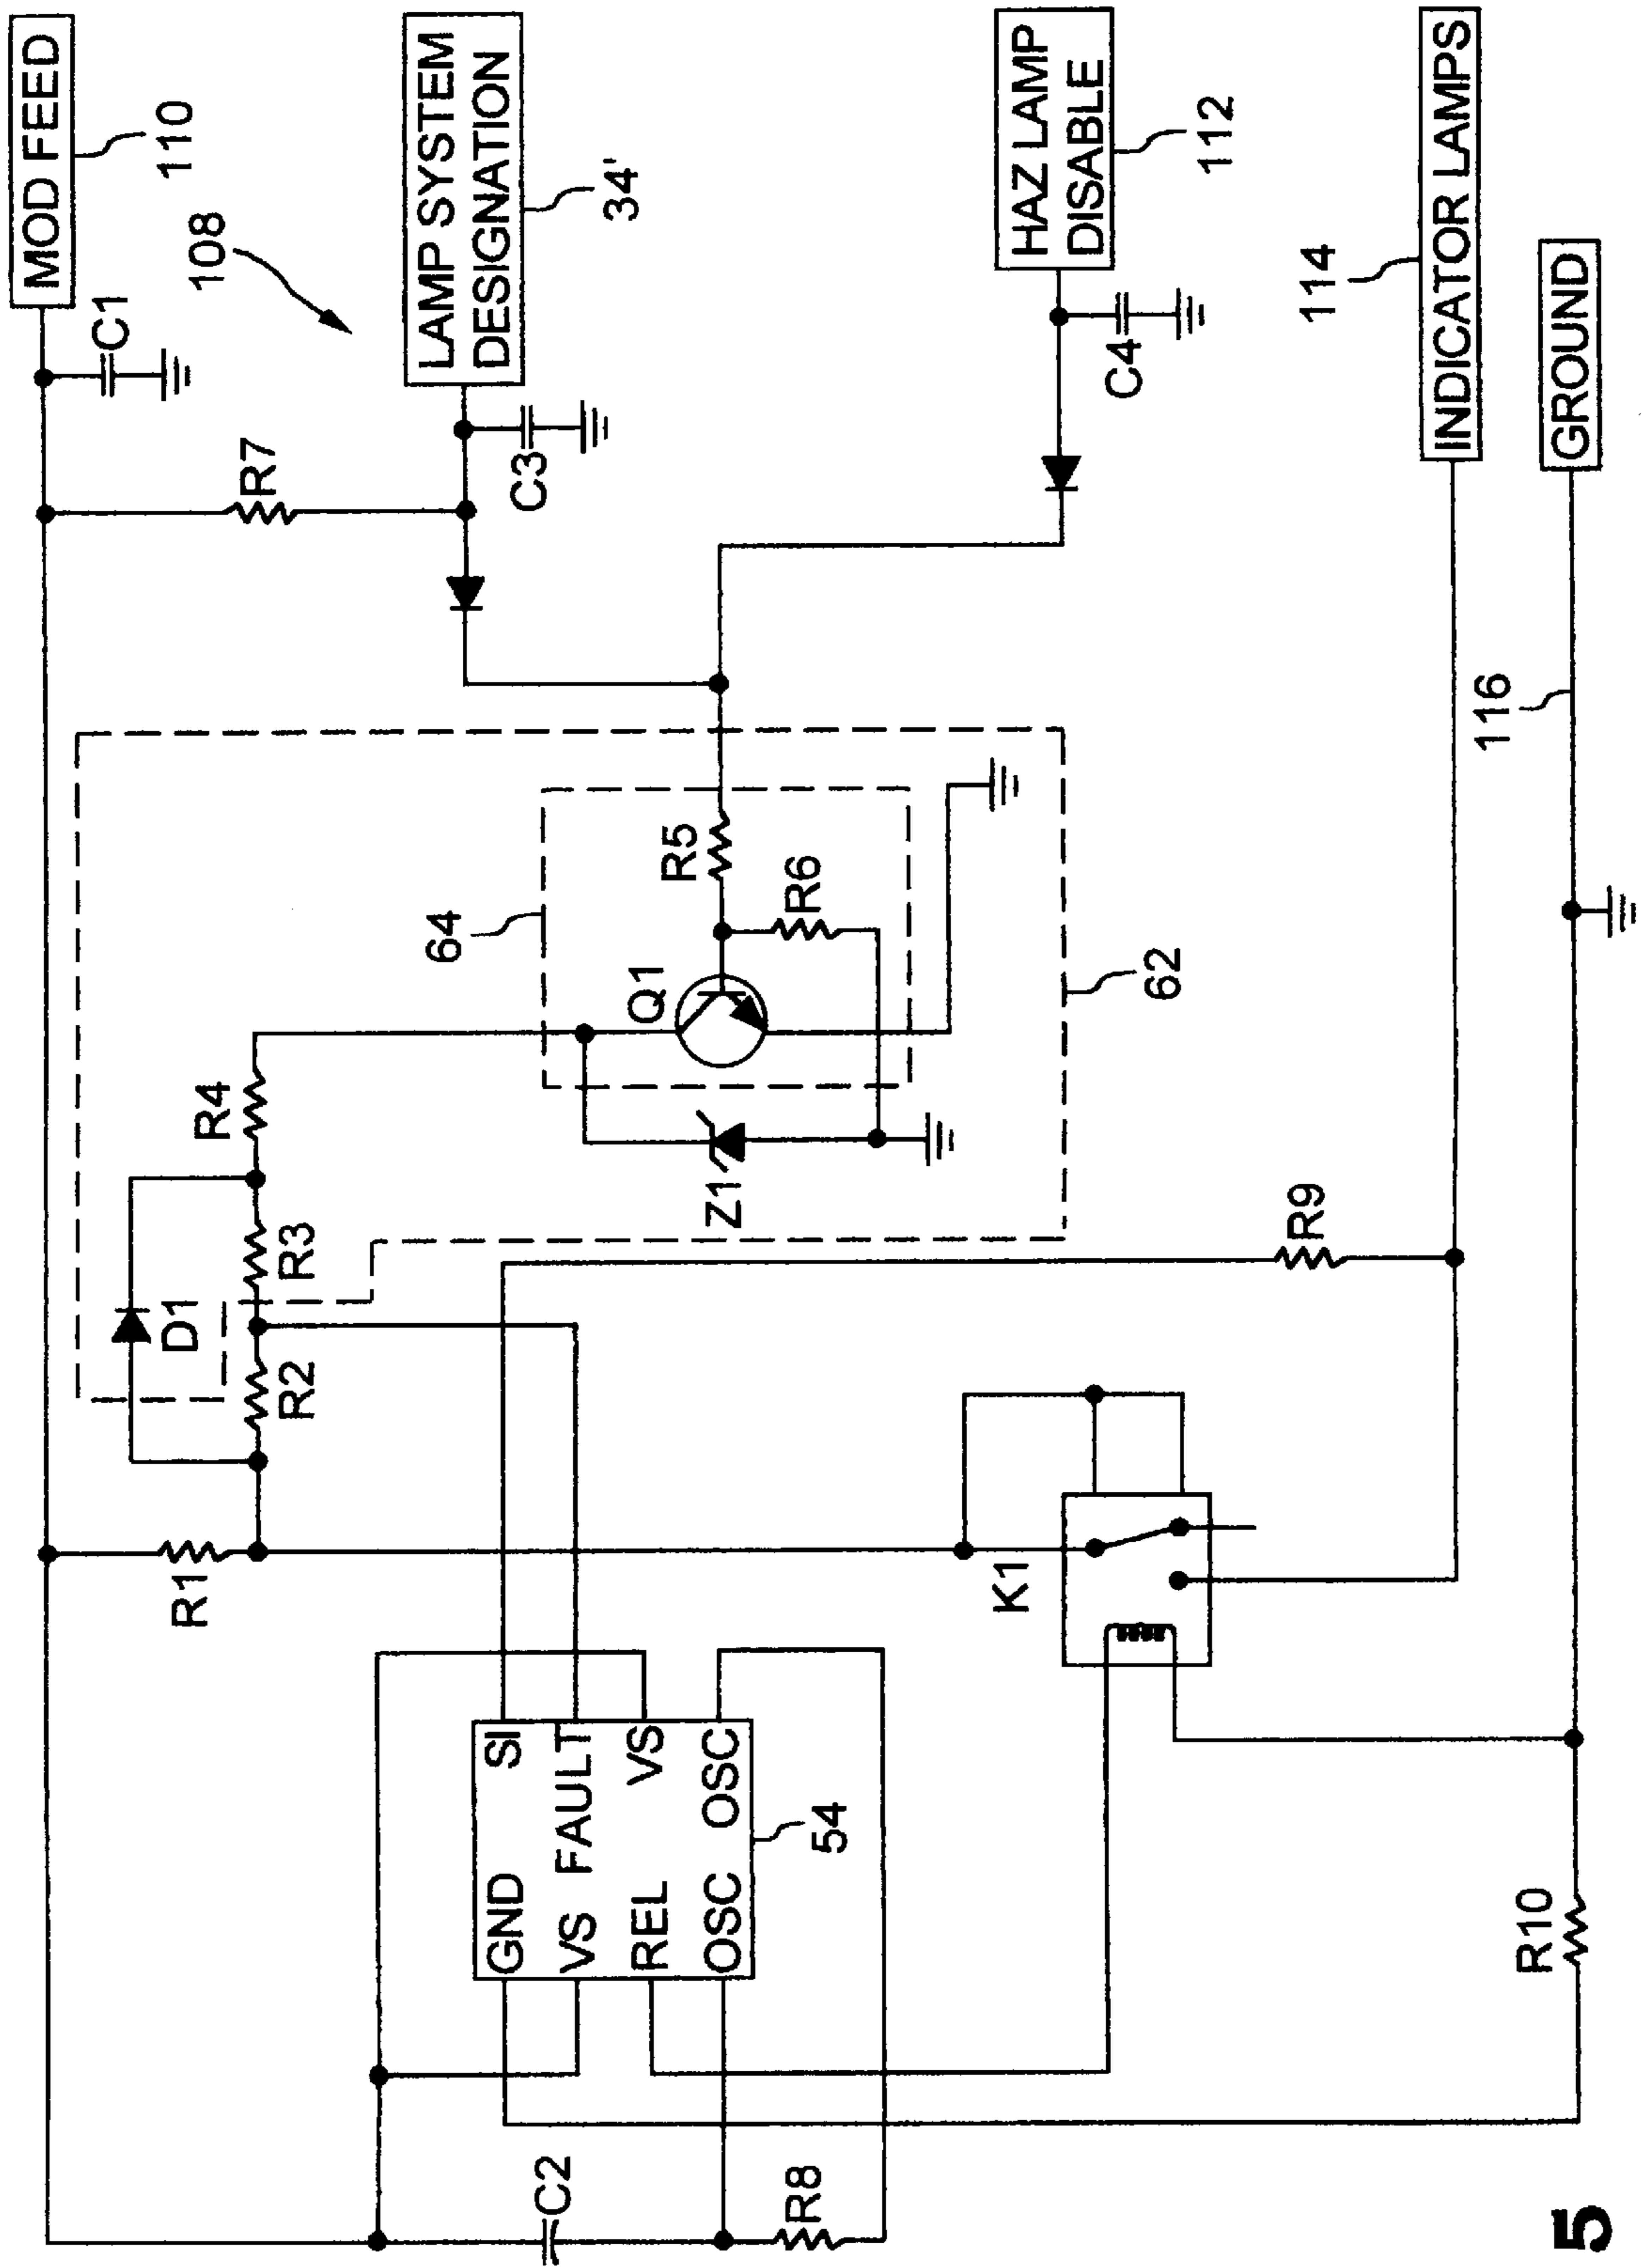 MOD FEED
110
108
C1
LAMP SYSTEM
DESIGNATION
34'
R7
C3
HAZ LAMP
DISABLE
112
C4
INDICATOR LAMPS
114
GROUND
116
64
R5
R6
Q1
62
R4
Z1
R3
D1
R2
R1
R9
K1
GND
SI
VS
FAULT
REL
VS
OSC
OSC
54
C2
R8
R10
5